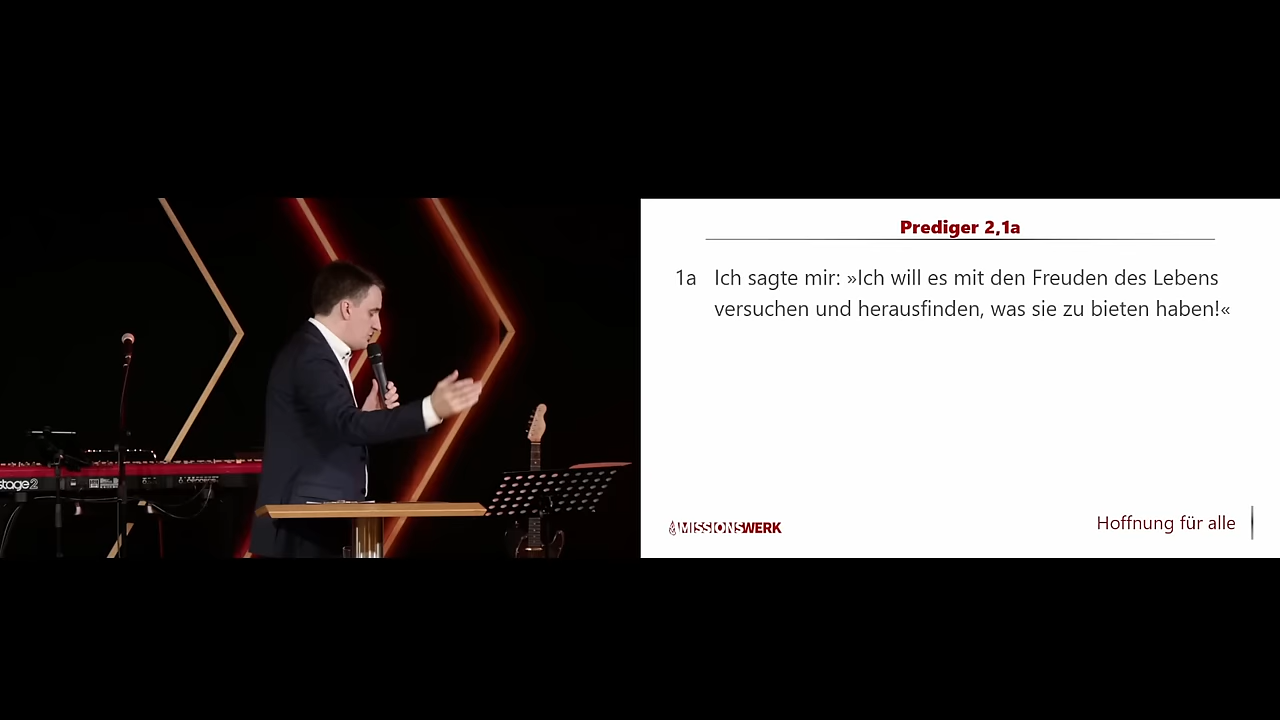 stage2
Prediger 2,1a
1a Ich sagte mir: »Ich will es mit den Freuden des Lebens
versuchen und herausfinden, was sie zu bieten haben!«
MISSIONSWERK
Hoffnung für alle